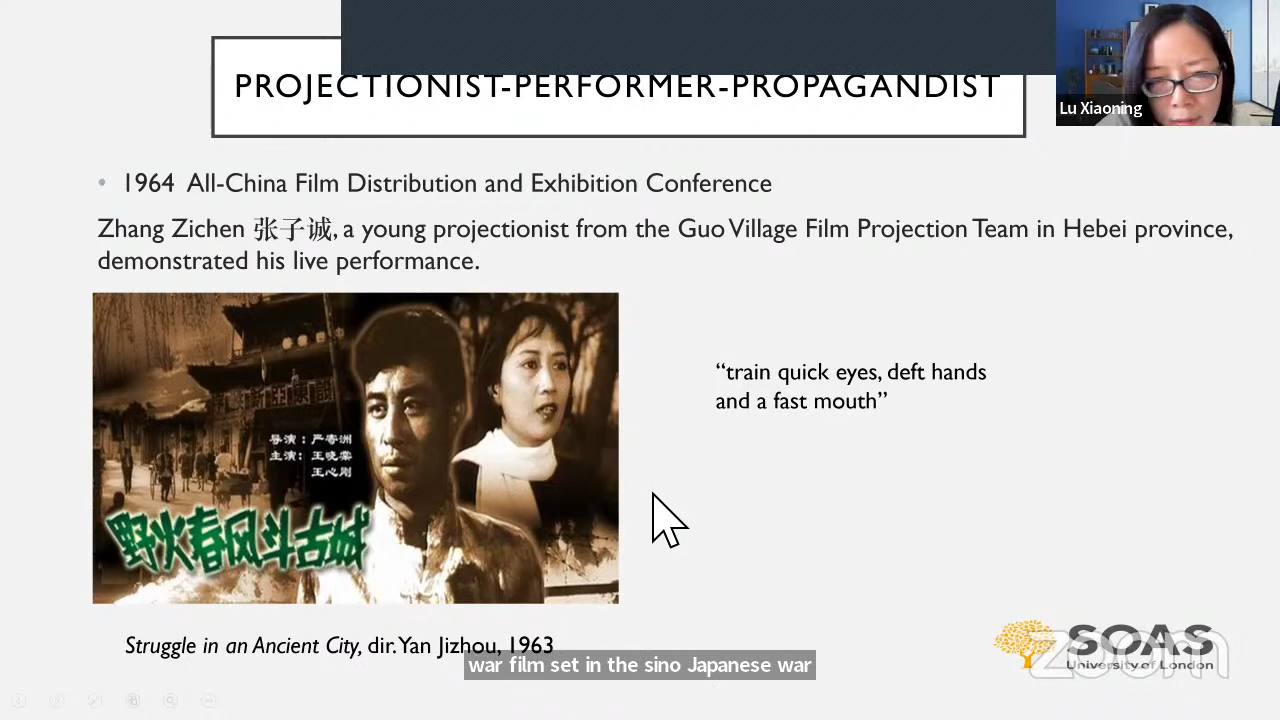 PROJECTIONIST-PERFORMER-PROPAGANDIST
Lu Xiaoning
• 1964 All-China Film Distribution and Exhibition Conference
Zhang Zichen 张子诚, a young projectionist from the Guo Village Film Projection Team in Hebei province,
demonstrated his live performance.
导演：严寄洲
主演：王晓棠
王心刚
野火春风斗古城
“train quick eyes, deft hands
and a fast mouth”
Struggle in an Ancient City, dir. Yan Jizhou, 1963
war film set in the sino Japanese war
SOAS
University of London
zoom